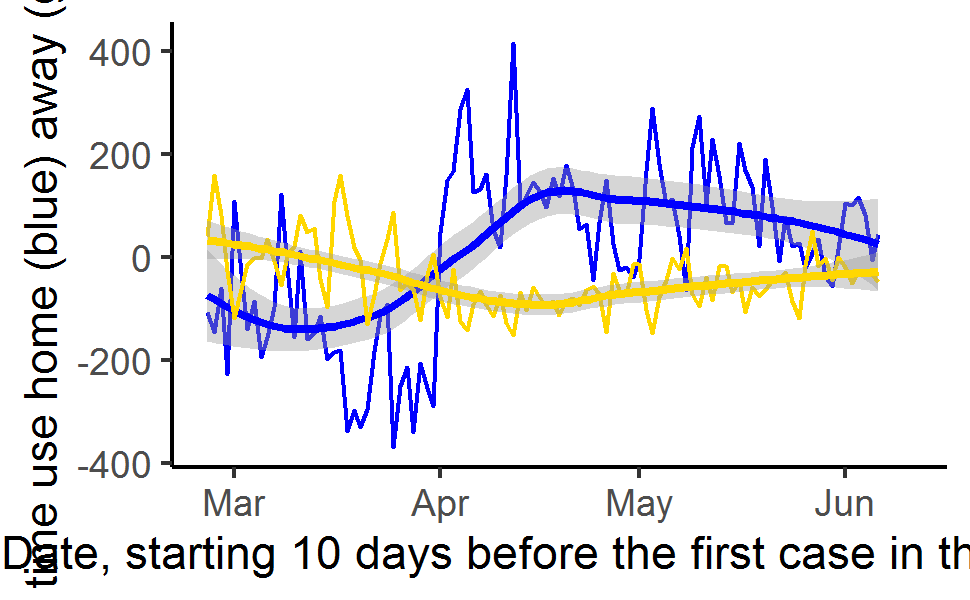 time use home (blue) away (
400
200
0
-200
-400
Mar Apr May Jun
Date, starting 10 days before the first case in th